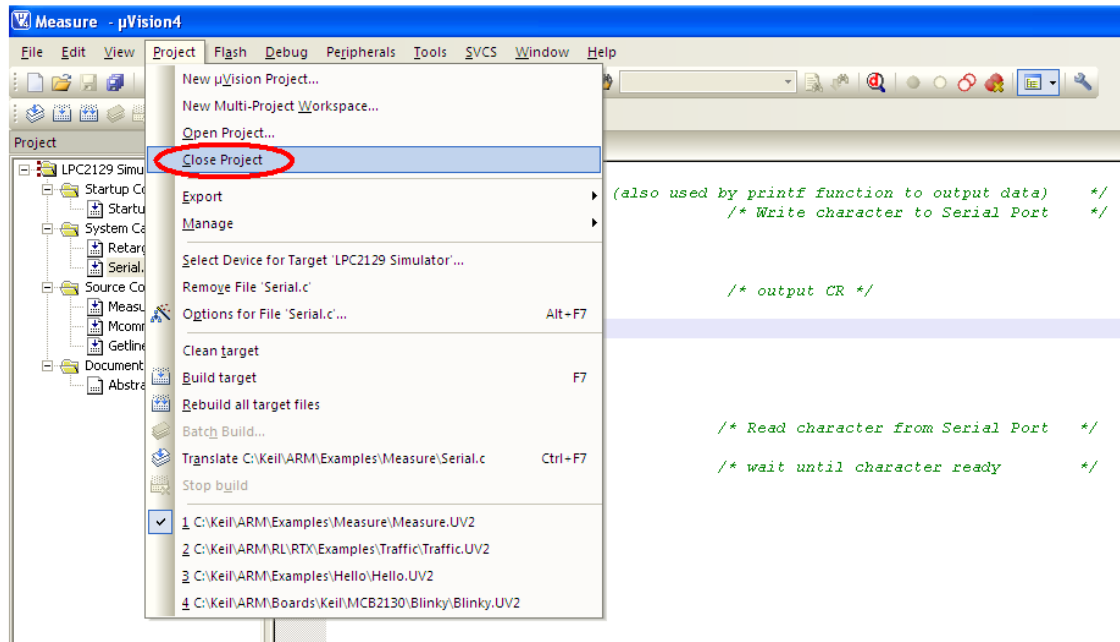 Measure - µVision4
File Edit View Project Flash Debug Peripherals Tools SVCS Window Help
New µVision Project...
New Multi-Project Workspace...
Open Project...
Close Project
Export
Manage
Select Device for Target 'LPC2129 Simulator'...
Remove File 'Serial.c'
Options for File 'Serial.c'... Alt+F7
Clean target
Build target F7
Rebuild all target files
Batch Build...
Translate C:\Keil\ARM\Examples\Measure\Serial.c Ctrl+F7
Stop build
1 C:\Keil\ARM\Examples\Measure\Measure.UV2
2 C:\Keil\ARM\RL\RTX\Examples\Traffic\Traffic.UV2
3 C:\Keil\ARM\Examples\Hello\Hello.UV2
4 C:\Keil\ARM\Boards\Keil\MCB2130\Blinky\Blinky.UV2
Project
LPC2129 Simu
Startup Co
Startu
System Ca
Retarg
Serial.
Source Co
Measu
Mcomm
Getline
Document
Abstra
(also used by printf function to output data) */
/* Write character to Serial Port */
/* output CR */
/* Read character from Serial Port */
/* wait until character ready */